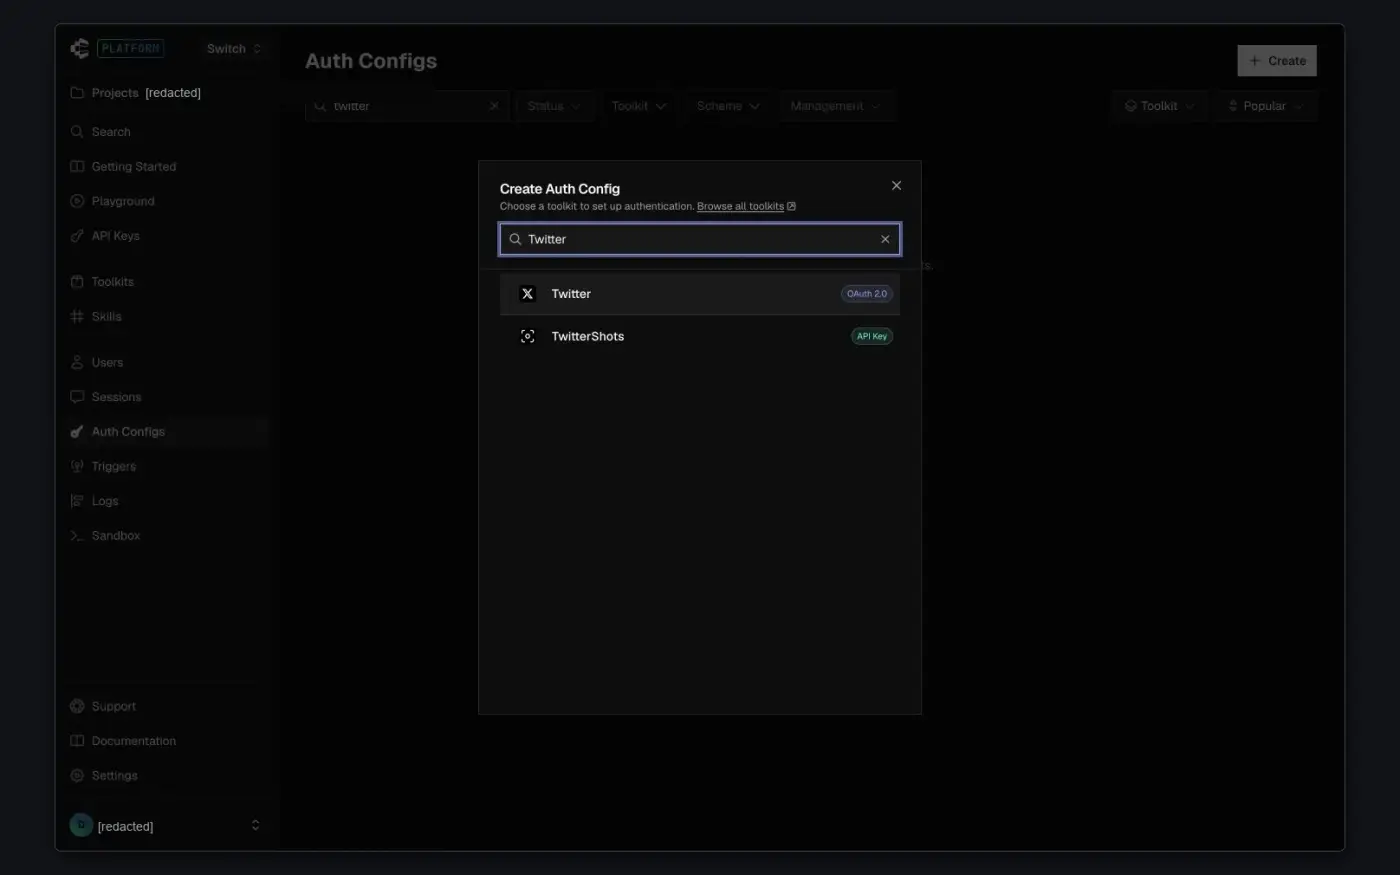 PLATFORM
Switch
Projects [redacted]
Search
Getting Started
Playground
API Keys
Toolkits
Skills
Users
Sessions
Auth Configs
Triggers
Logs
Sandbox
Support
Documentation
Settings
[redacted]
Auth Configs
+ Create
twitter
Status
Toolkit
Scheme
Management
Toolkit
Popular
Create Auth Config
Choose a toolkit to set up authentication. Browse all toolkits
Twitter
Twitter
OAuth 2.0
TwitterShots
API Key